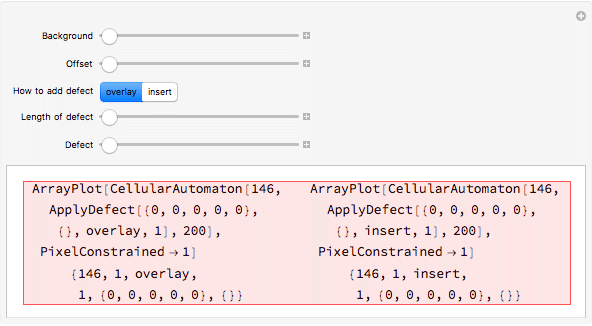 Background
Offset
How to add defect overlay insert
Length of defect
Defect
ArrayPlot[CellularAutomaton[146,
ApplyDefect[{0, 0, 0, 0, 0},
{}, overlay, 1], 200],
PixelConstrained → 1]
{146, 1, overlay,
1, {0, 0, 0, 0, 0}, {}}
ArrayPlot[CellularAutomaton[146,
ApplyDefect[{0, 0, 0, 0, 0},
{}, insert, 1], 200],
PixelConstrained → 1]
{146, 1, insert,
1, {0, 0, 0, 0, 0}, {}}